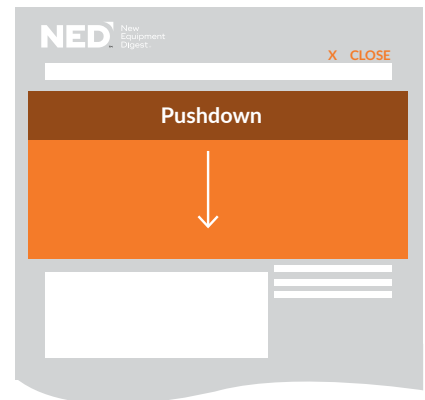 NED New
Equipment
Digest
X CLOSE
Pushdown